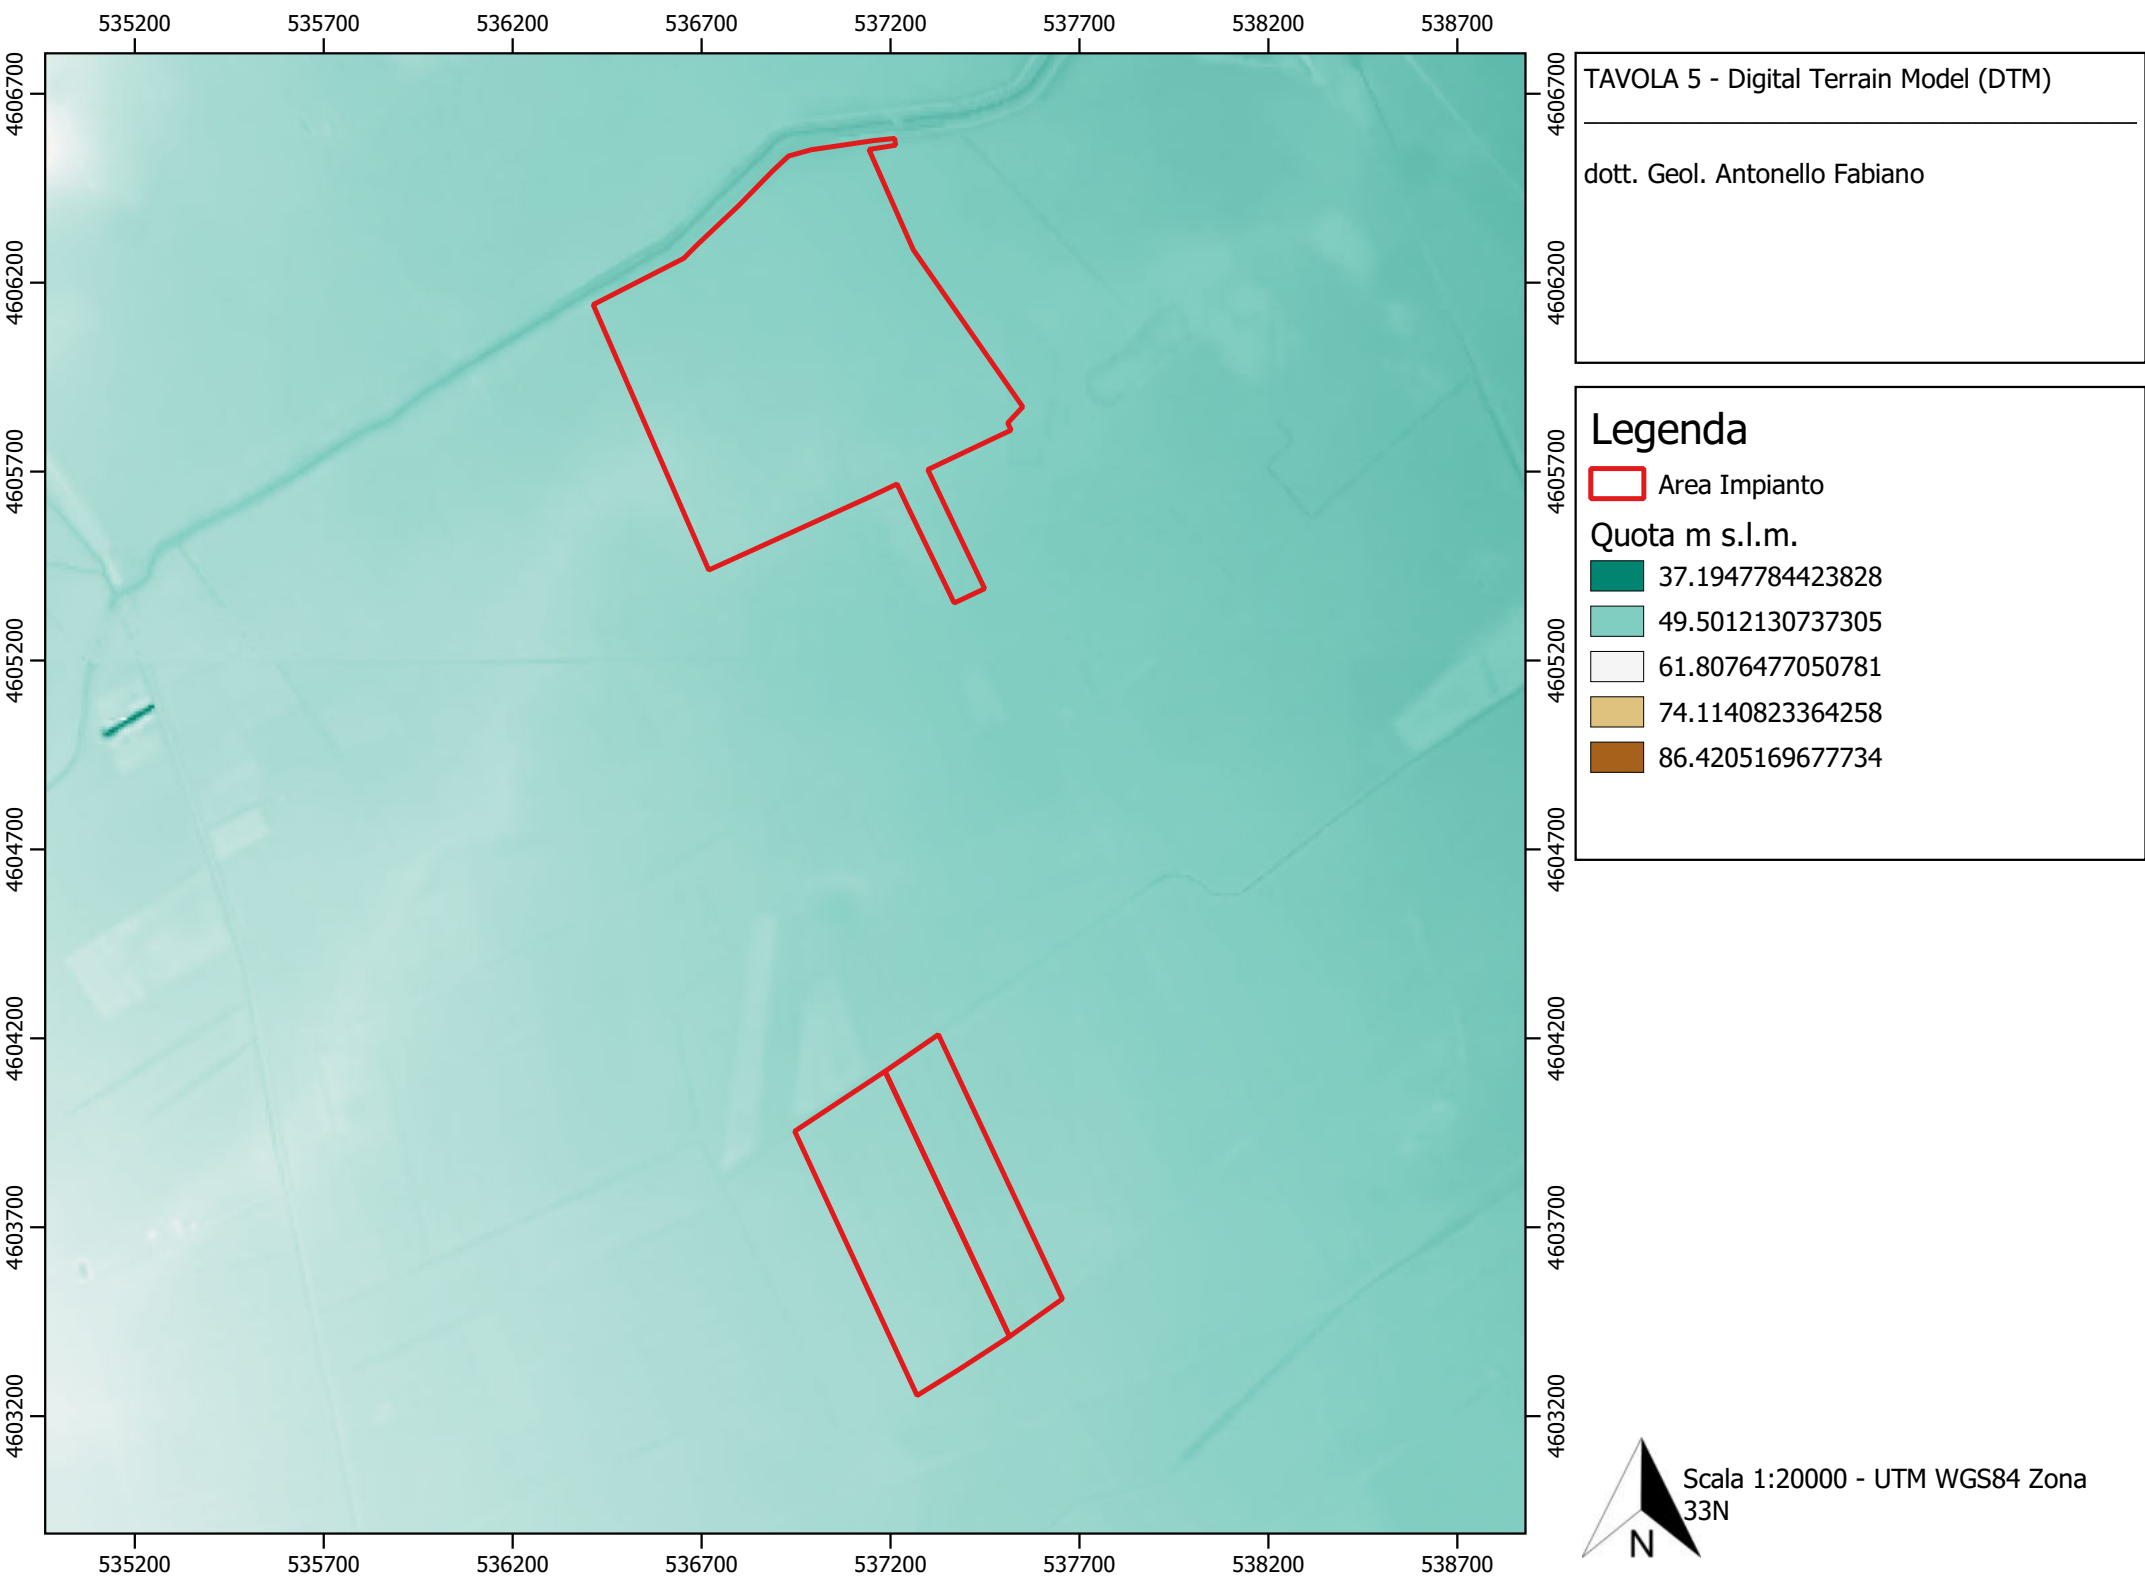 535200 535700 536200 536700 537200 537700 538200 538700
4606700 4606700
4606200 4606200
4605700 4605700
4605200 4605200
4604700 4604700
4604200 4604200
4603700 4603700
4603200 4603200
535200 535700 536200 536700 537200 537700 538200 538700
TAVOLA 5 - Digital Terrain Model (DTM)
dott. Geol. Antonello Fabiano
Legenda
Area Impianto
Quota m s.l.m.
37.1947784423828
49.5012130737305
61.8076477050781
74.1140823364258
86.4205169677734
Scala 1:20000 - UTM WGS84 Zona
33N
N